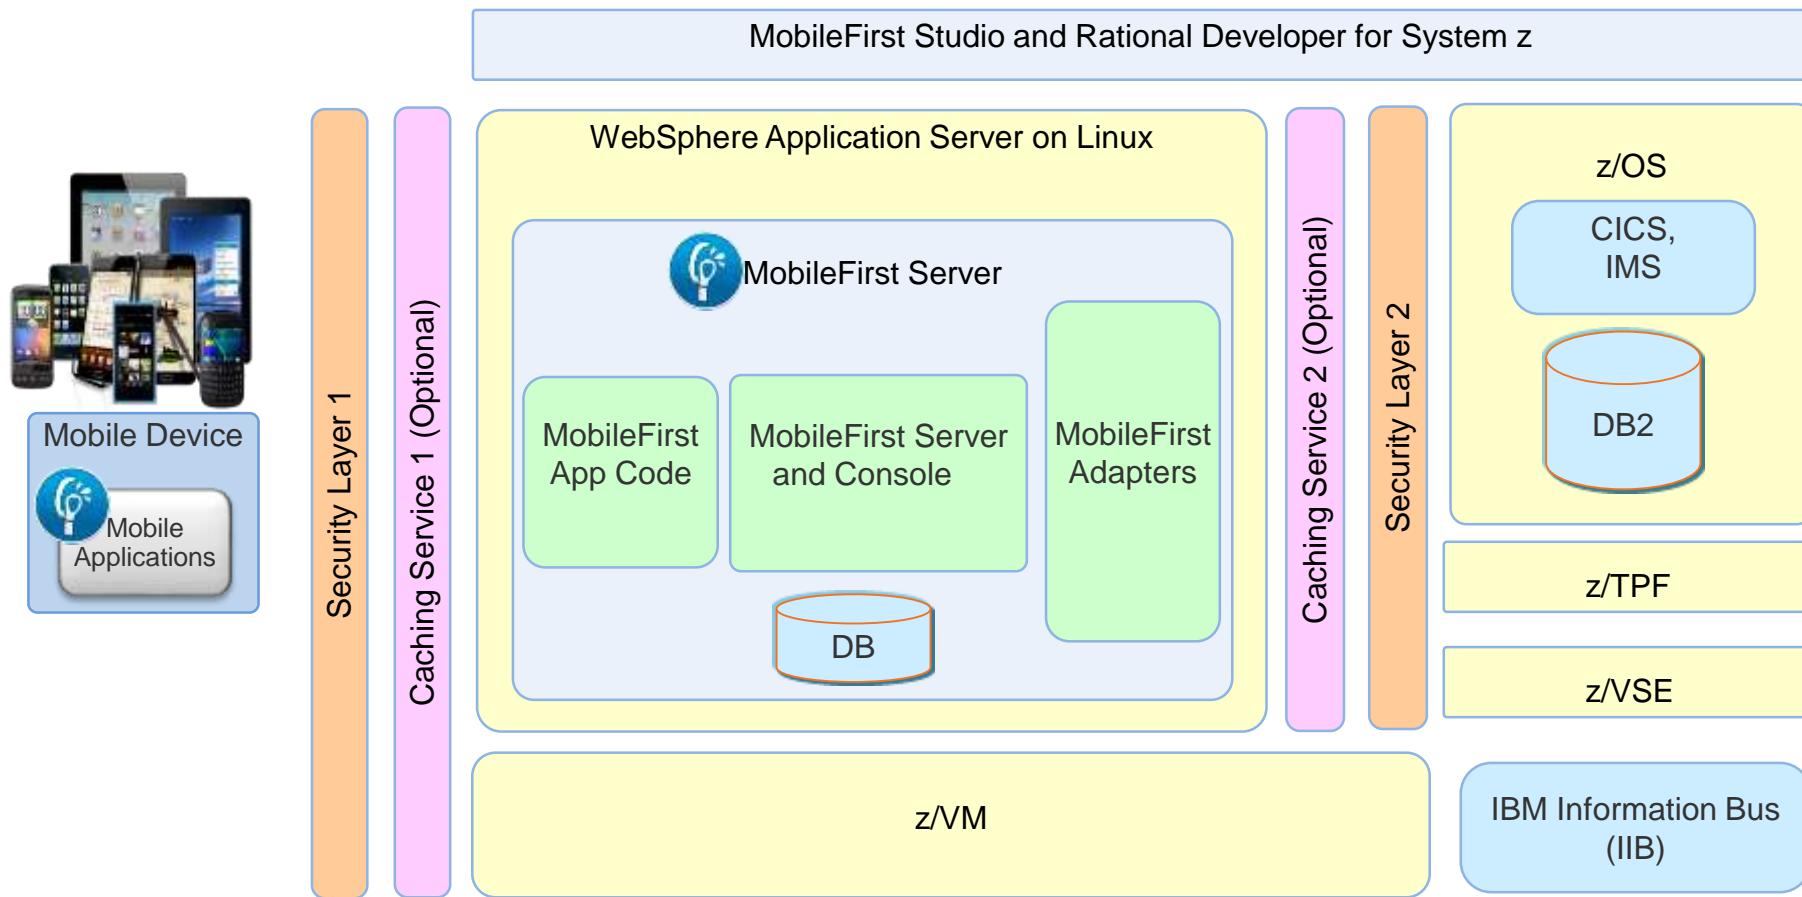 MobileFirst Studio and Rational Developer for System z
Mobile Device
Mobile
Applications
Security Layer 1
Caching Service 1 (Optional)
WebSphere Application Server on Linux
MobileFirst Server
MobileFirst
App Code
MobileFirst Server
and Console
MobileFirst
Adapters
DB
Caching Service 2 (Optional)
Security Layer 2
z/OS
CICS,
IMS
DB2
z/TPF
z/VSE
z/VM
IBM Information Bus
(IIB)